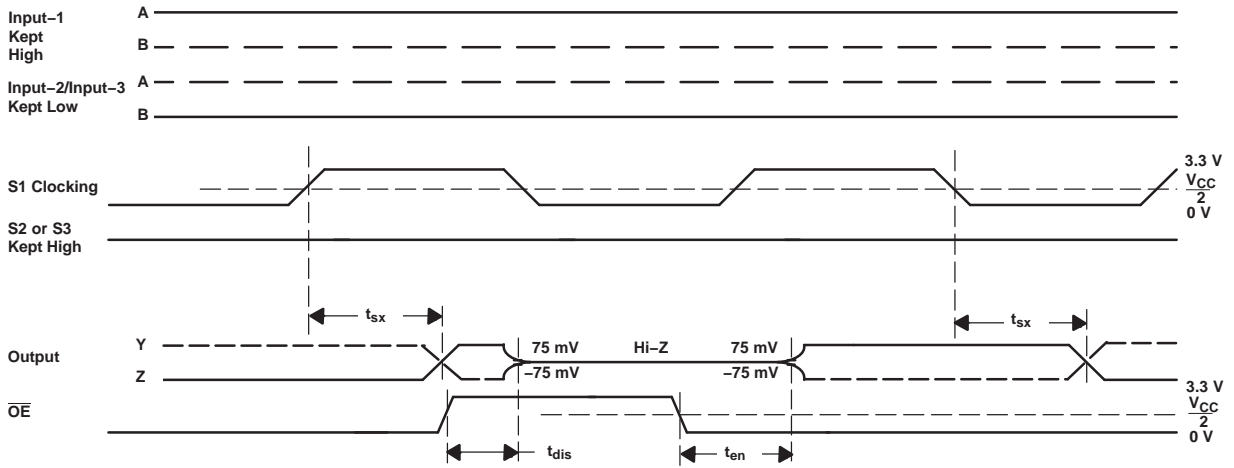 Input–1
Kept
High
A
B
Input–2/Input–3
Kept Low
A
B
S1 Clocking
3.3 V
VCC
2
0 V
S2 or S3
Kept High
tsx
tsx
Output
Y
Z
75 mV
–75 mV
Hi–Z
75 mV
–75 mV
OE
3.3 V
VCC
2
0 V
tdis
ten